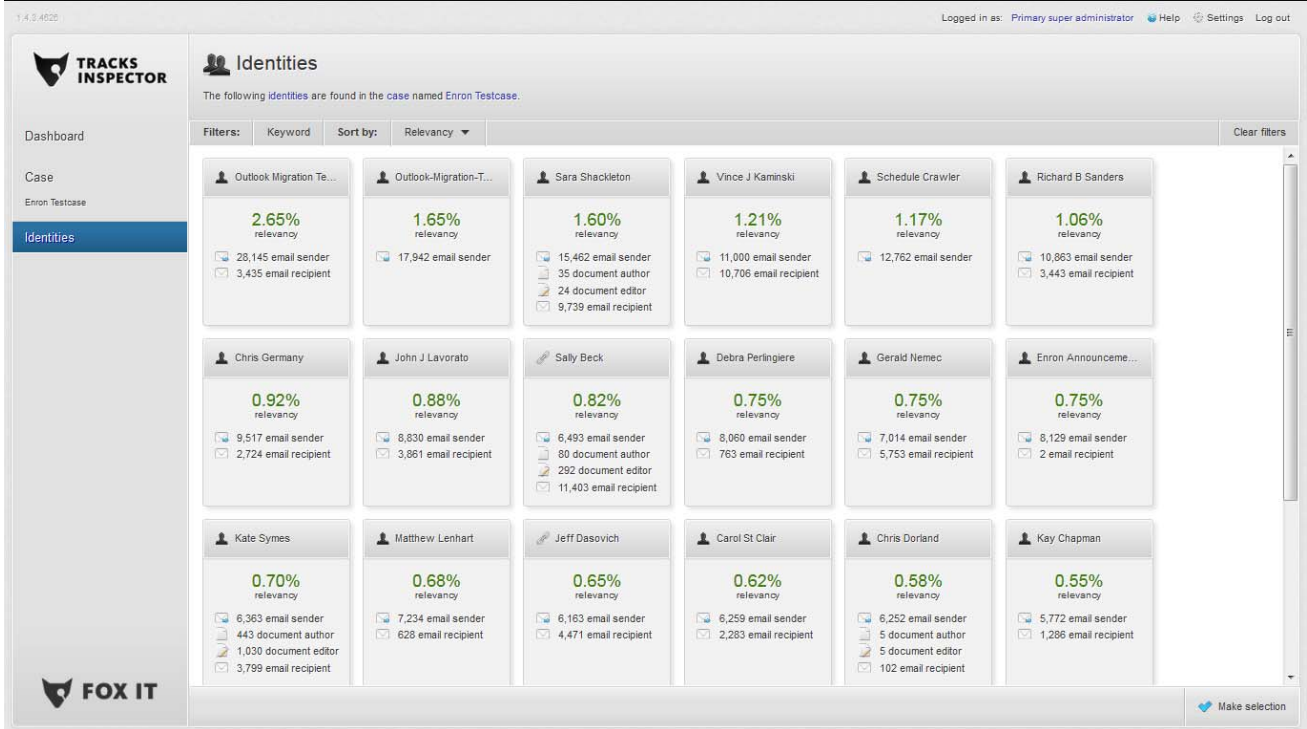 1.4.3.4626
Logged in as: Primary super administrator Help Settings Log out
TRACKS
INSPECTOR
Identities
The following identities are found in the case named Enron Testcase.
Dashboard
Case
Enron Testcase
Identities
Filters: Keyword Sort by: Relevancy Clear filters
Outlook Migration Te...
2.65%
relevancy
28,145 email sender
3,435 email recipient
Outlook-Migration-T...
1.65%
relevancy
17,942 email sender
Sara Shackleton
1.60%
relevancy
15,462 email sender
35 document author
24 document editor
9,739 email recipient
Vince J Kaminski
1.21%
relevancy
11,000 email sender
10,706 email recipient
Schedule Crawler
1.17%
relevancy
12,762 email sender
Richard B Sanders
1.06%
relevancy
10,863 email sender
3,443 email recipient
Chris Germany
0.92%
relevancy
9,517 email sender
2,724 email recipient
John J Lavorato
0.88%
relevancy
8,830 email sender
3,861 email recipient
Sally Beck
0.82%
relevancy
6,493 email sender
80 document author
292 document editor
11,403 email recipient
Debra Perlingiere
0.75%
relevancy
8,060 email sender
763 email recipient
Gerald Nemec
0.75%
relevancy
7,014 email sender
5,753 email recipient
Enron Announceme...
0.75%
relevancy
8,129 email sender
2 email recipient
Kate Symes
0.70%
relevancy
6,363 email sender
443 document author
1,030 document editor
3,799 email recipient
Matthew Lenhart
0.68%
relevancy
7,234 email sender
628 email recipient
Jeff Dasovich
0.65%
relevancy
6,163 email sender
4,471 email recipient
Carol St Clair
0.62%
relevancy
6,259 email sender
2,283 email recipient
Chris Dorland
0.58%
relevancy
6,252 email sender
5 document author
5 document editor
102 email recipient
Kay Chapman
0.55%
relevancy
5,772 email sender
1,286 email recipient
FOX IT
Make selection